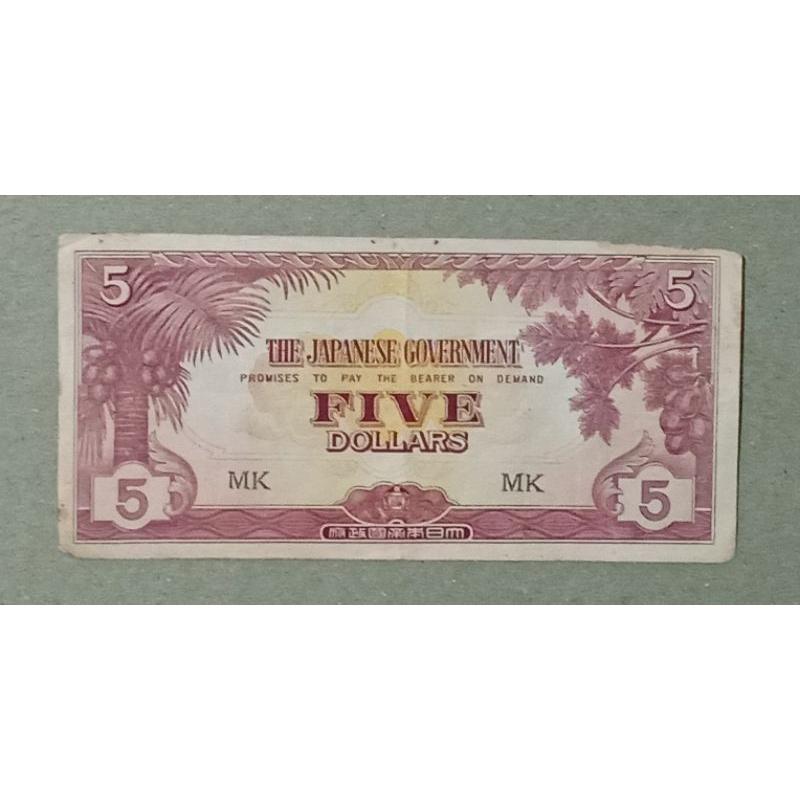 5 5
THE JAPANESE GOVERNMENT
PROMISES TO PAY THE BEARER ON DEMAND
FIVE
DOLLARS
MK MK
5 5
府政國帝本日大